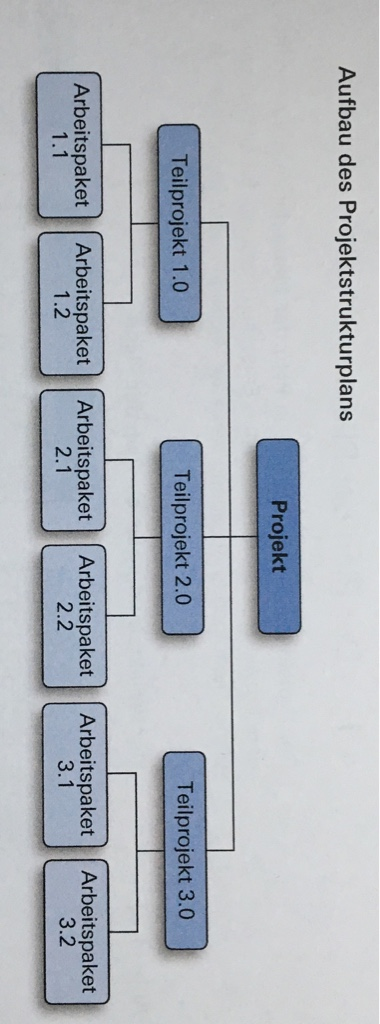 Aufbau des Projektstrukturplans
Projekt
Teilprojekt 1.0
Teilprojekt 2.0
Teilprojekt 3.0
Arbeitspaket
1.1
Arbeitspaket
1.2
Arbeitspaket
2.1
Arbeitspaket
2.2
Arbeitspaket
3.1
Arbeitspaket
3.2